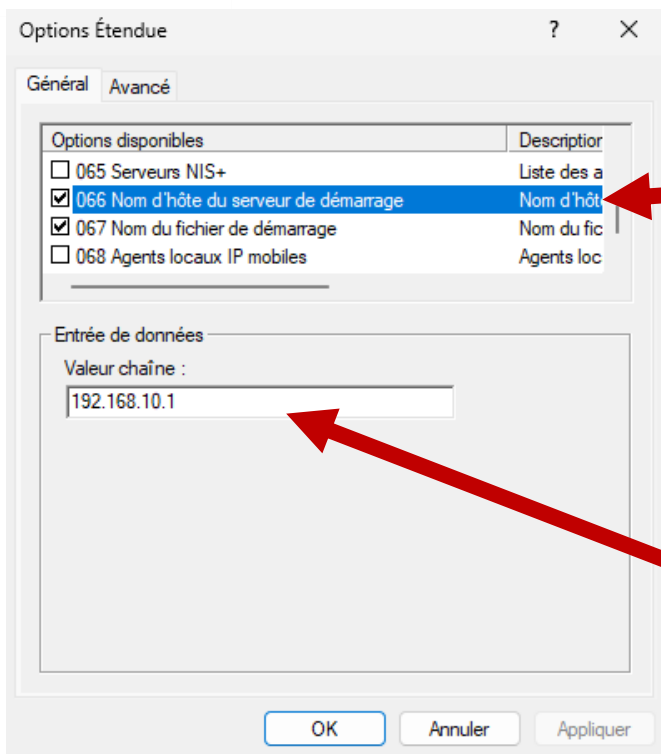 Options Étendue ? ×
Général Avancé
Options disponibles Description
065 Serveurs NIS+ Liste des a
066 Nom d'hôte du serveur de démarrage Nom d'hôt
067 Nom du fichier de démarrage Nom du fic
068 Agents locaux IP mobiles Agents loc
Entrée de données
Valeur chaîne :
192.168.10.1
OK Annuler Appliquer